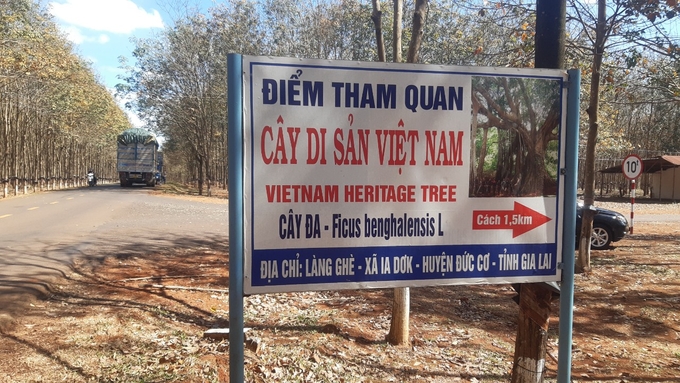 ĐIỂM THAM QUAN
CÂY DI SẢN VIỆT NAM
VIETNAM HERITAGE TREE
CÂY ĐA - Ficus benghalensis L
Cách 1,5km
ĐỊA CHỈ: LÀNG GHÈ - XÃ IA DƠK - HUYỆN ĐỨC CƠ - TỈNH GIA LAI